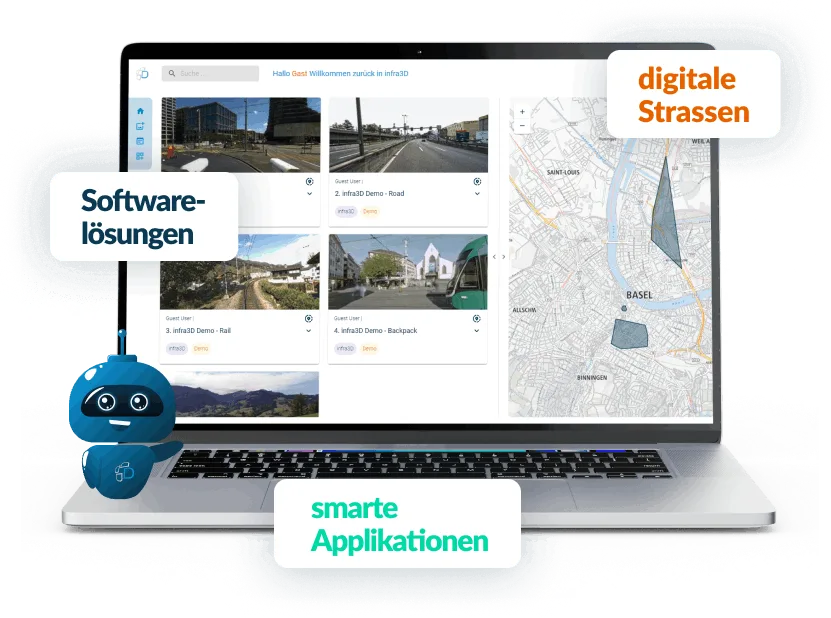 digitale
Strassen
Suche ...
Hallo Gast Willkommen zurück in infra3D
WEIL A
SAINT-LOUIS
Software-
lösungen
Guest User |
2. infra3D Demo - Road
infra3D Demo
BASEL
ALLSCHW
Guest User |
3. infra3D Demo - Rail
infra3D Demo
Guest User |
4. infra3D Demo - Backpack
infra3D Demo
BINNINGEN
smarte
Applikationen